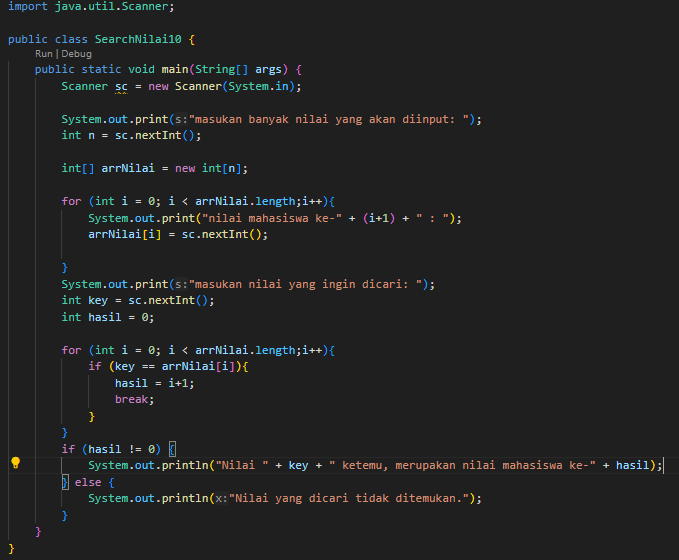 import java.util.Scanner;
public class SearchNilai10 {
Run | Debug
public static void main(String[] args) {
Scanner sc = new Scanner(System.in);
System.out.print(s:"masukan banyak nilai yang akan diinput: ");
int n = sc.nextInt();
int[] arrNilai = new int[n];
for (int i = 0; i < arrNilai.length;i++){
System.out.print("nilai mahasiswa ke-" + (i+1) + " : ");
arrNilai[i] = sc.nextInt();
}
System.out.print(s:"masukan nilai yang ingin dicari: ");
int key = sc.nextInt();
int hasil = 0;
for (int i = 0; i < arrNilai.length;i++){
if (key == arrNilai[i]){
hasil = i+1;
break;
}
}
if (hasil != 0) {
System.out.println("Nilai " + key + " ketemu, merupakan nilai mahasiswa ke-" + hasil);
} else {
System.out.println(x:"Nilai yang dicari tidak ditemukan.");
}
}
}